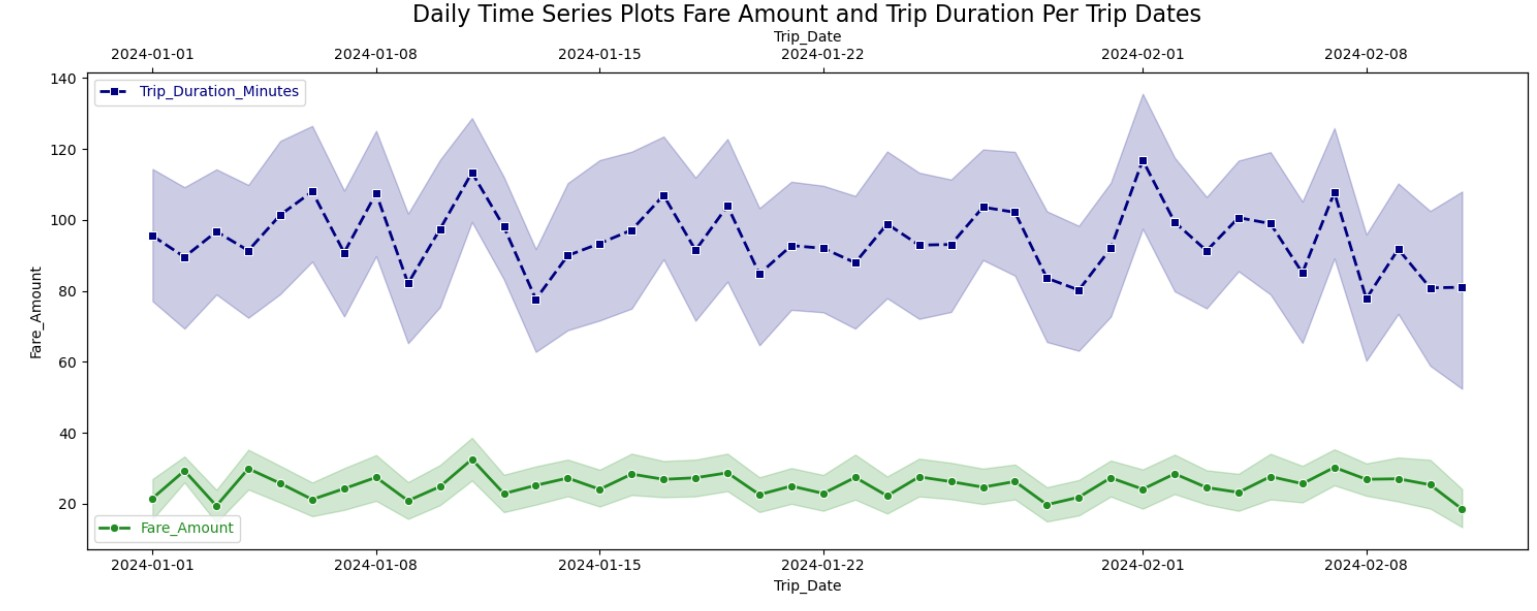 Daily Time Series Plots Fare Amount and Trip Duration Per Trip Dates
Trip_Date
2024-01-01 2024-01-08 2024-01-15 2024-01-22 2024-02-01 2024-02-08
140
Trip_Duration_Minutes
120
100
80
60
40
20
Fare_Amount
Fare_Amount
2024-01-01 2024-01-08 2024-01-15 2024-01-22 2024-02-01 2024-02-08
Trip_Date